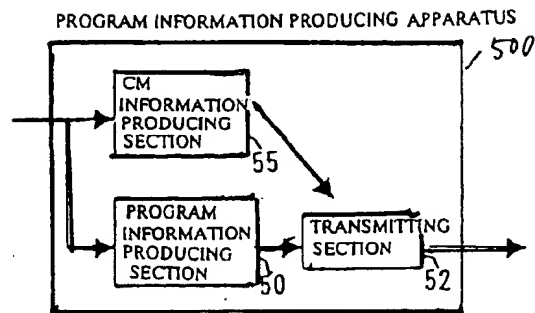 PROGRAM INFORMATION PRODUCING APPARATUS
500
CM
INFORMATION
PRODUCING
SECTION
55
PROGRAM
INFORMATION
PRODUCING
SECTION
50
TRANSMITTING
SECTION
52